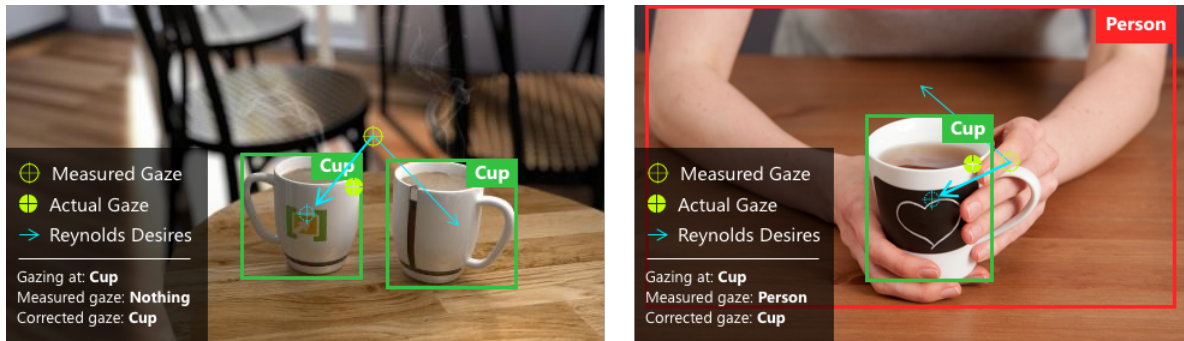 Cup
Cup
Measured Gaze
Actual Gaze
Reynolds Desires
Gazing at: Cup
Measured gaze: Nothing
Corrected gaze: Cup
Person
Cup
Measured Gaze
Actual Gaze
Reynolds Desires
Gazing at: Cup
Measured gaze: Person
Corrected gaze: Cup